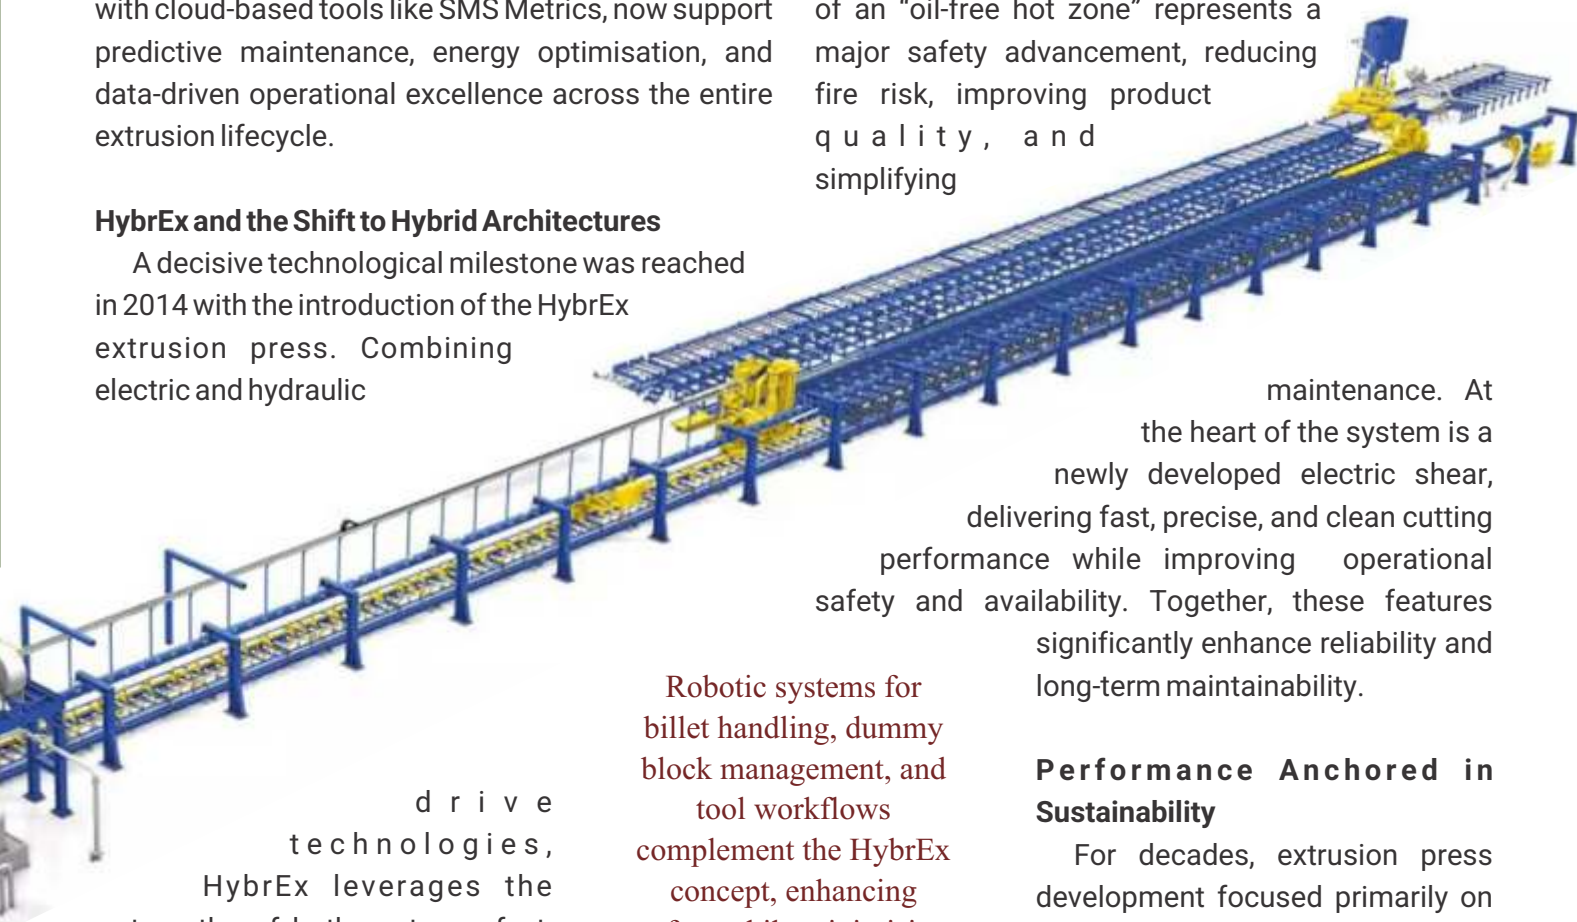 with cloud-based tools like SMS Metrics, now support
predictive maintenance, energy optimisation, and
data-driven operational excellence across the entire
extrusion lifecycle.
HybrEx and the Shift to Hybrid Architectures
A decisive technological milestone was reached
in 2014 with the introduction of the HybrEx
extrusion press. Combining
electric and hydraulic
drive
technologies,
HybrEx leverages the
Robotic systems for
billet handling, dummy
block management, and
tool workflows
complement the HybrEx
concept, enhancing
of an “oil-free hot zone” represents a
major safety advancement, reducing
fire risk, improving product
quality, and
simplifying
maintenance. At
the heart of the system is a
newly developed electric shear,
delivering fast, precise, and clean cutting
performance while improving operational
safety and availability. Together, these features
significantly enhance reliability and
long-term maintainability.
Performance Anchored in
Sustainability
For decades, extrusion press
development focused primarily on